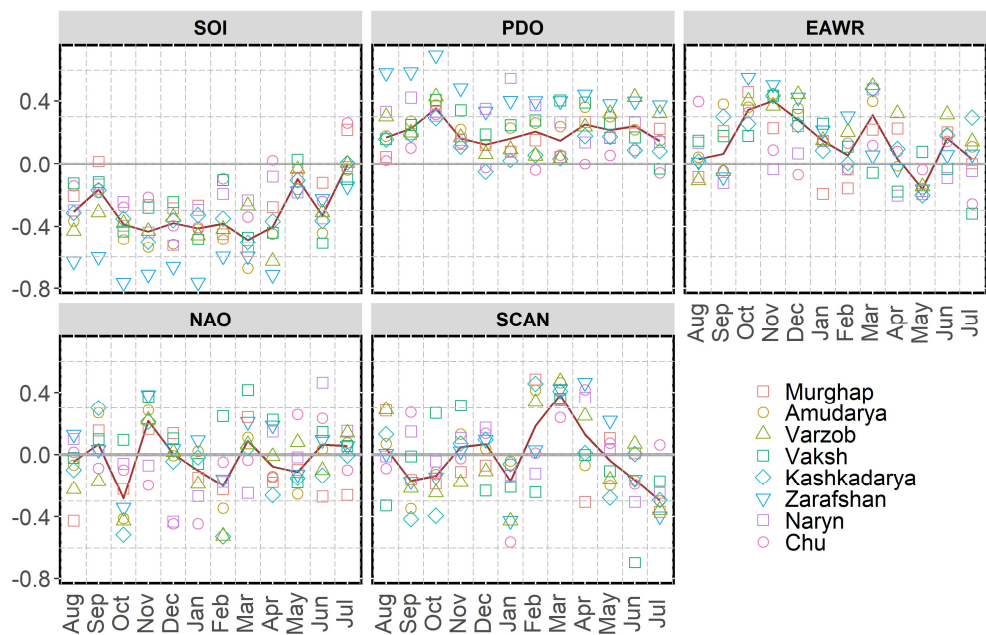 SOI PDO EAWR
0.4
0.0
-0.4
-0.8
Aug Sep Oct Nov Dec Jan Feb Mar Apr May Jun Jul
NAO SCAN
0.4
0.0
-0.4
-0.8
Murghap
Amudarya
Varzob
Vaksh
Kashkadarya
Zarafshan
Naryn
Chu
Aug Sep Oct Nov Dec Jan Feb Mar Apr May Jun Jul Aug Sep Oct Nov Dec Jan Feb Mar Apr May Jun Jul